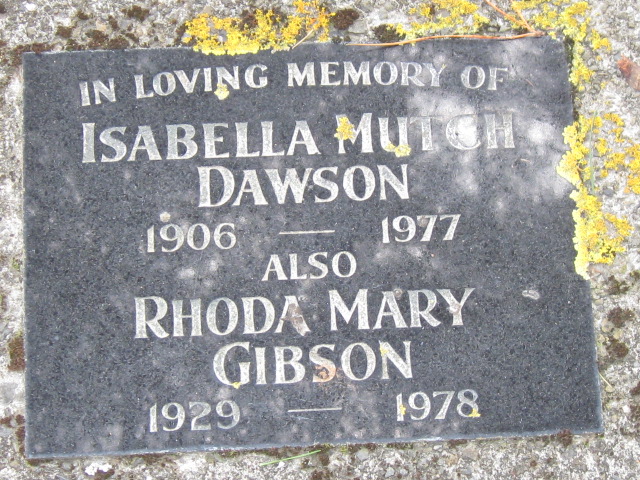 IN LOVING MEMORY OF
ISABELLA MUTCH
DAWSON
1906 — 1977
ALSO
RHODA MARY
GIBSON
1929 — 1978